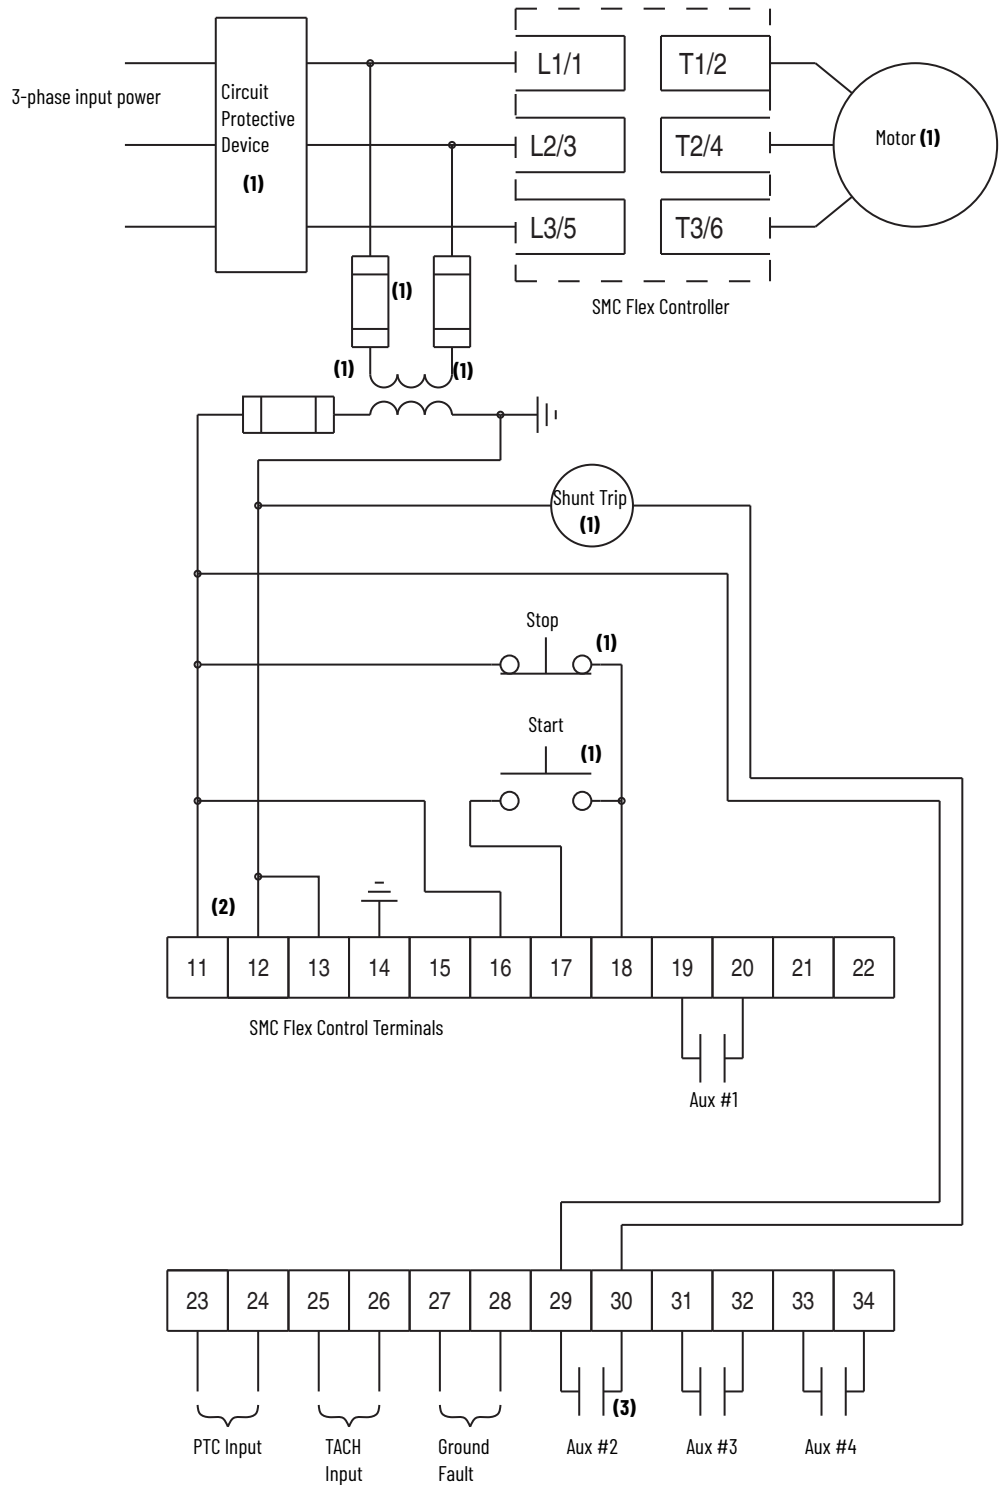 L1/1 T1/2
3-phase input power
Circuit
Protective
Device
(1)
L2/3 T2/4
Motor (1)
L3/5 T3/6
SMC Flex Controller
(1)
(1) (1)
Shunt Trip
(1)
Stop
(1)
Start
(1)
(2)
11 12 13 14 15 16 17 18 19 20 21 22
SMC Flex Control Terminals
Aux #1
23 24 25 26 27 28 29 30 31 32 33 34
(3)
PTC Input
TACH
Input
Ground
Fault
Aux #2
Aux #3
Aux #4